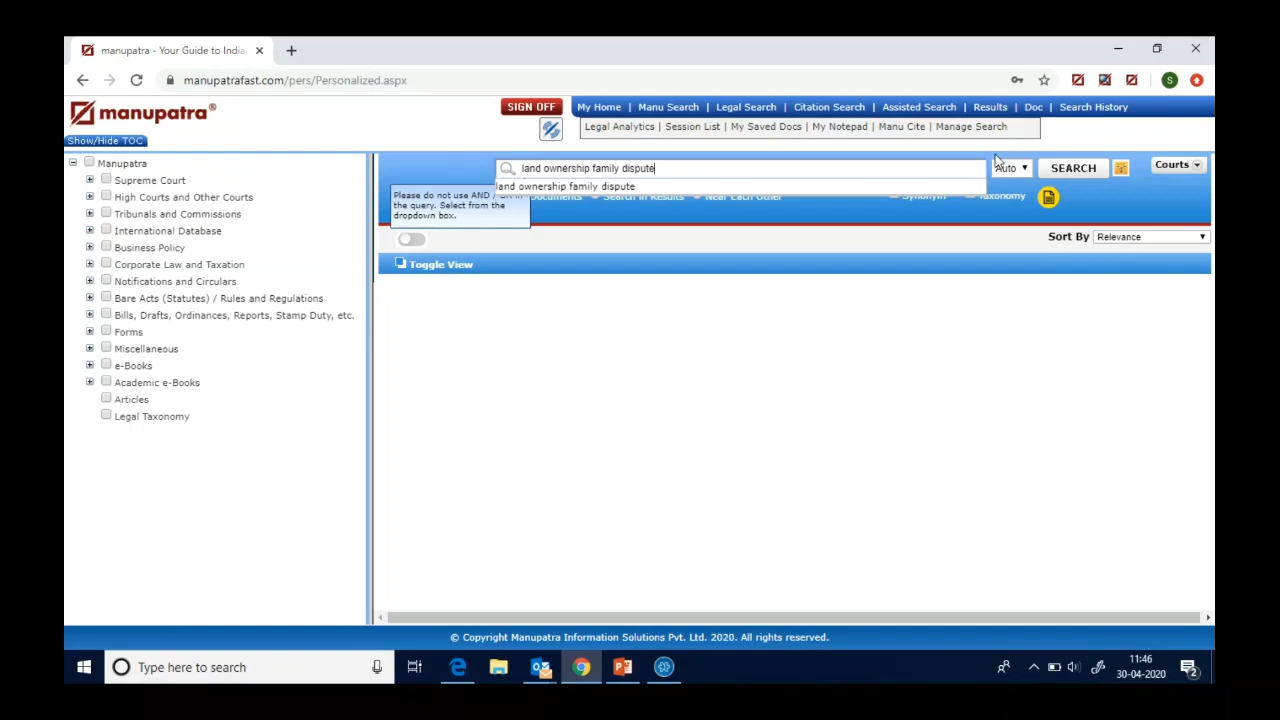 manupatra - Your Guide to India
manupatrafast.com/pers/Personalized.aspx
S
manupatra®
SIGN OFF
My Home | Manu Search | Legal Search | Citation Search | Assisted Search | Results | Doc | Search History
Legal Analytics | Session List | My Saved Docs | My Notepad | Manu Cite | Manage Search
Show/Hide TOC
Manupatra
Supreme Court
High Courts and Other Courts
Tribunals and Commissions
International Database
Business Policy
Corporate Law and Taxation
Notifications and Circulars
Bare Acts (Statutes) / Rules and Regulations
Bills, Drafts, Ordinances, Reports, Stamp Duty, etc.
Forms
Miscellaneous
e-Books
Academic e-Books
Articles
Legal Taxonomy
land ownership family dispute
Auto
SEARCH
Courts
land ownership family dispute
Please do not use AND /
the query. Select from the
dropdown box.
Documents
Search in Results
Near Each Other
Synonym
Taxonomy
Sort By
Relevance
Toggle View
© Copyright Manupatra Information Solutions Pvt. Ltd. 2020. All rights reserved.
Type here to search
11:46
30-04-2020
2